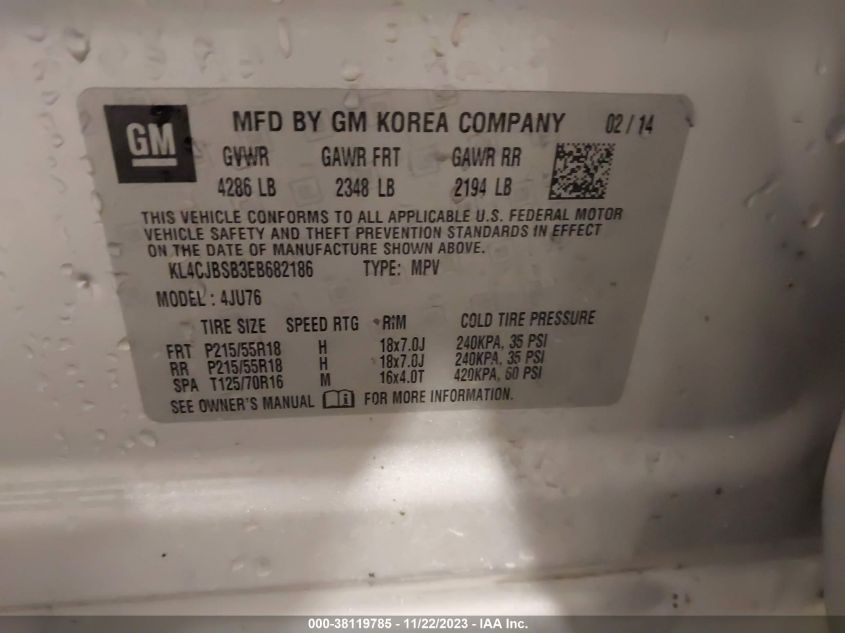 GM MFD BY GM KOREA COMPANY 02/14
GVWR GAWR FRT GAWR RR
4286 LB 2348 LB 2194 LB
THIS VEHICLE CONFORMS TO ALL APPLICABLE U.S. FEDERAL MOTOR
VEHICLE SAFETY AND THEFT PREVENTION STANDARDS IN EFFECT
ON THE DATE OF MANUFACTURE SHOWN ABOVE.
KL4CJBSB3EB682186 TYPE: MPV
MODEL: 4JU76
TIRE SIZE SPEED RTG RIM COLD TIRE PRESSURE
FRT P215/55R18 H 18x7.0J 240KPA, 35 PSI
RR P215/55R18 H 18x7.0J 240KPA, 35 PSI
SPA T125/70R16 M 16x4.0T 420KPA, 60 PSI
SEE OWNER'S MANUAL FOR MORE INFORMATION.
000-38119785 - 11/22/2023 - IAA Inc.